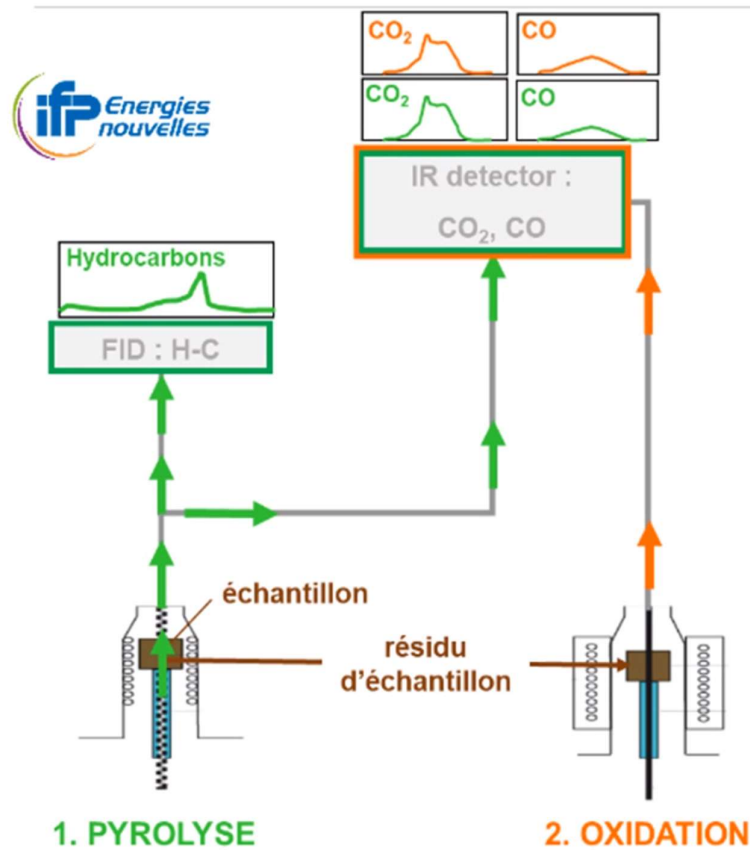 CO₂
CO
CO₂
CO
ifp Energies
nouvelles
IR detector :
CO₂, CO
Hydrocarbons
FID : H-C
échantillon
résidu
d'échantillon
1. PYROLYSE
2. OXIDATION